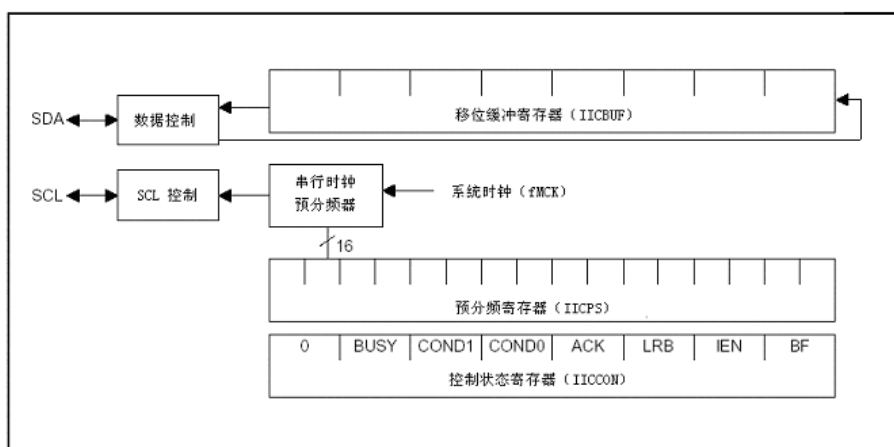 移位缓冲寄存器（IICBUF）
SDA
数据控制
SCL
SCL 控制
串行时钟
预分频器
系统时钟（fMCK）
16
预分频寄存器（IICPS）
0 BUSY COND1 COND0 ACK LRB IEN BF
控制状态寄存器（IICCON）